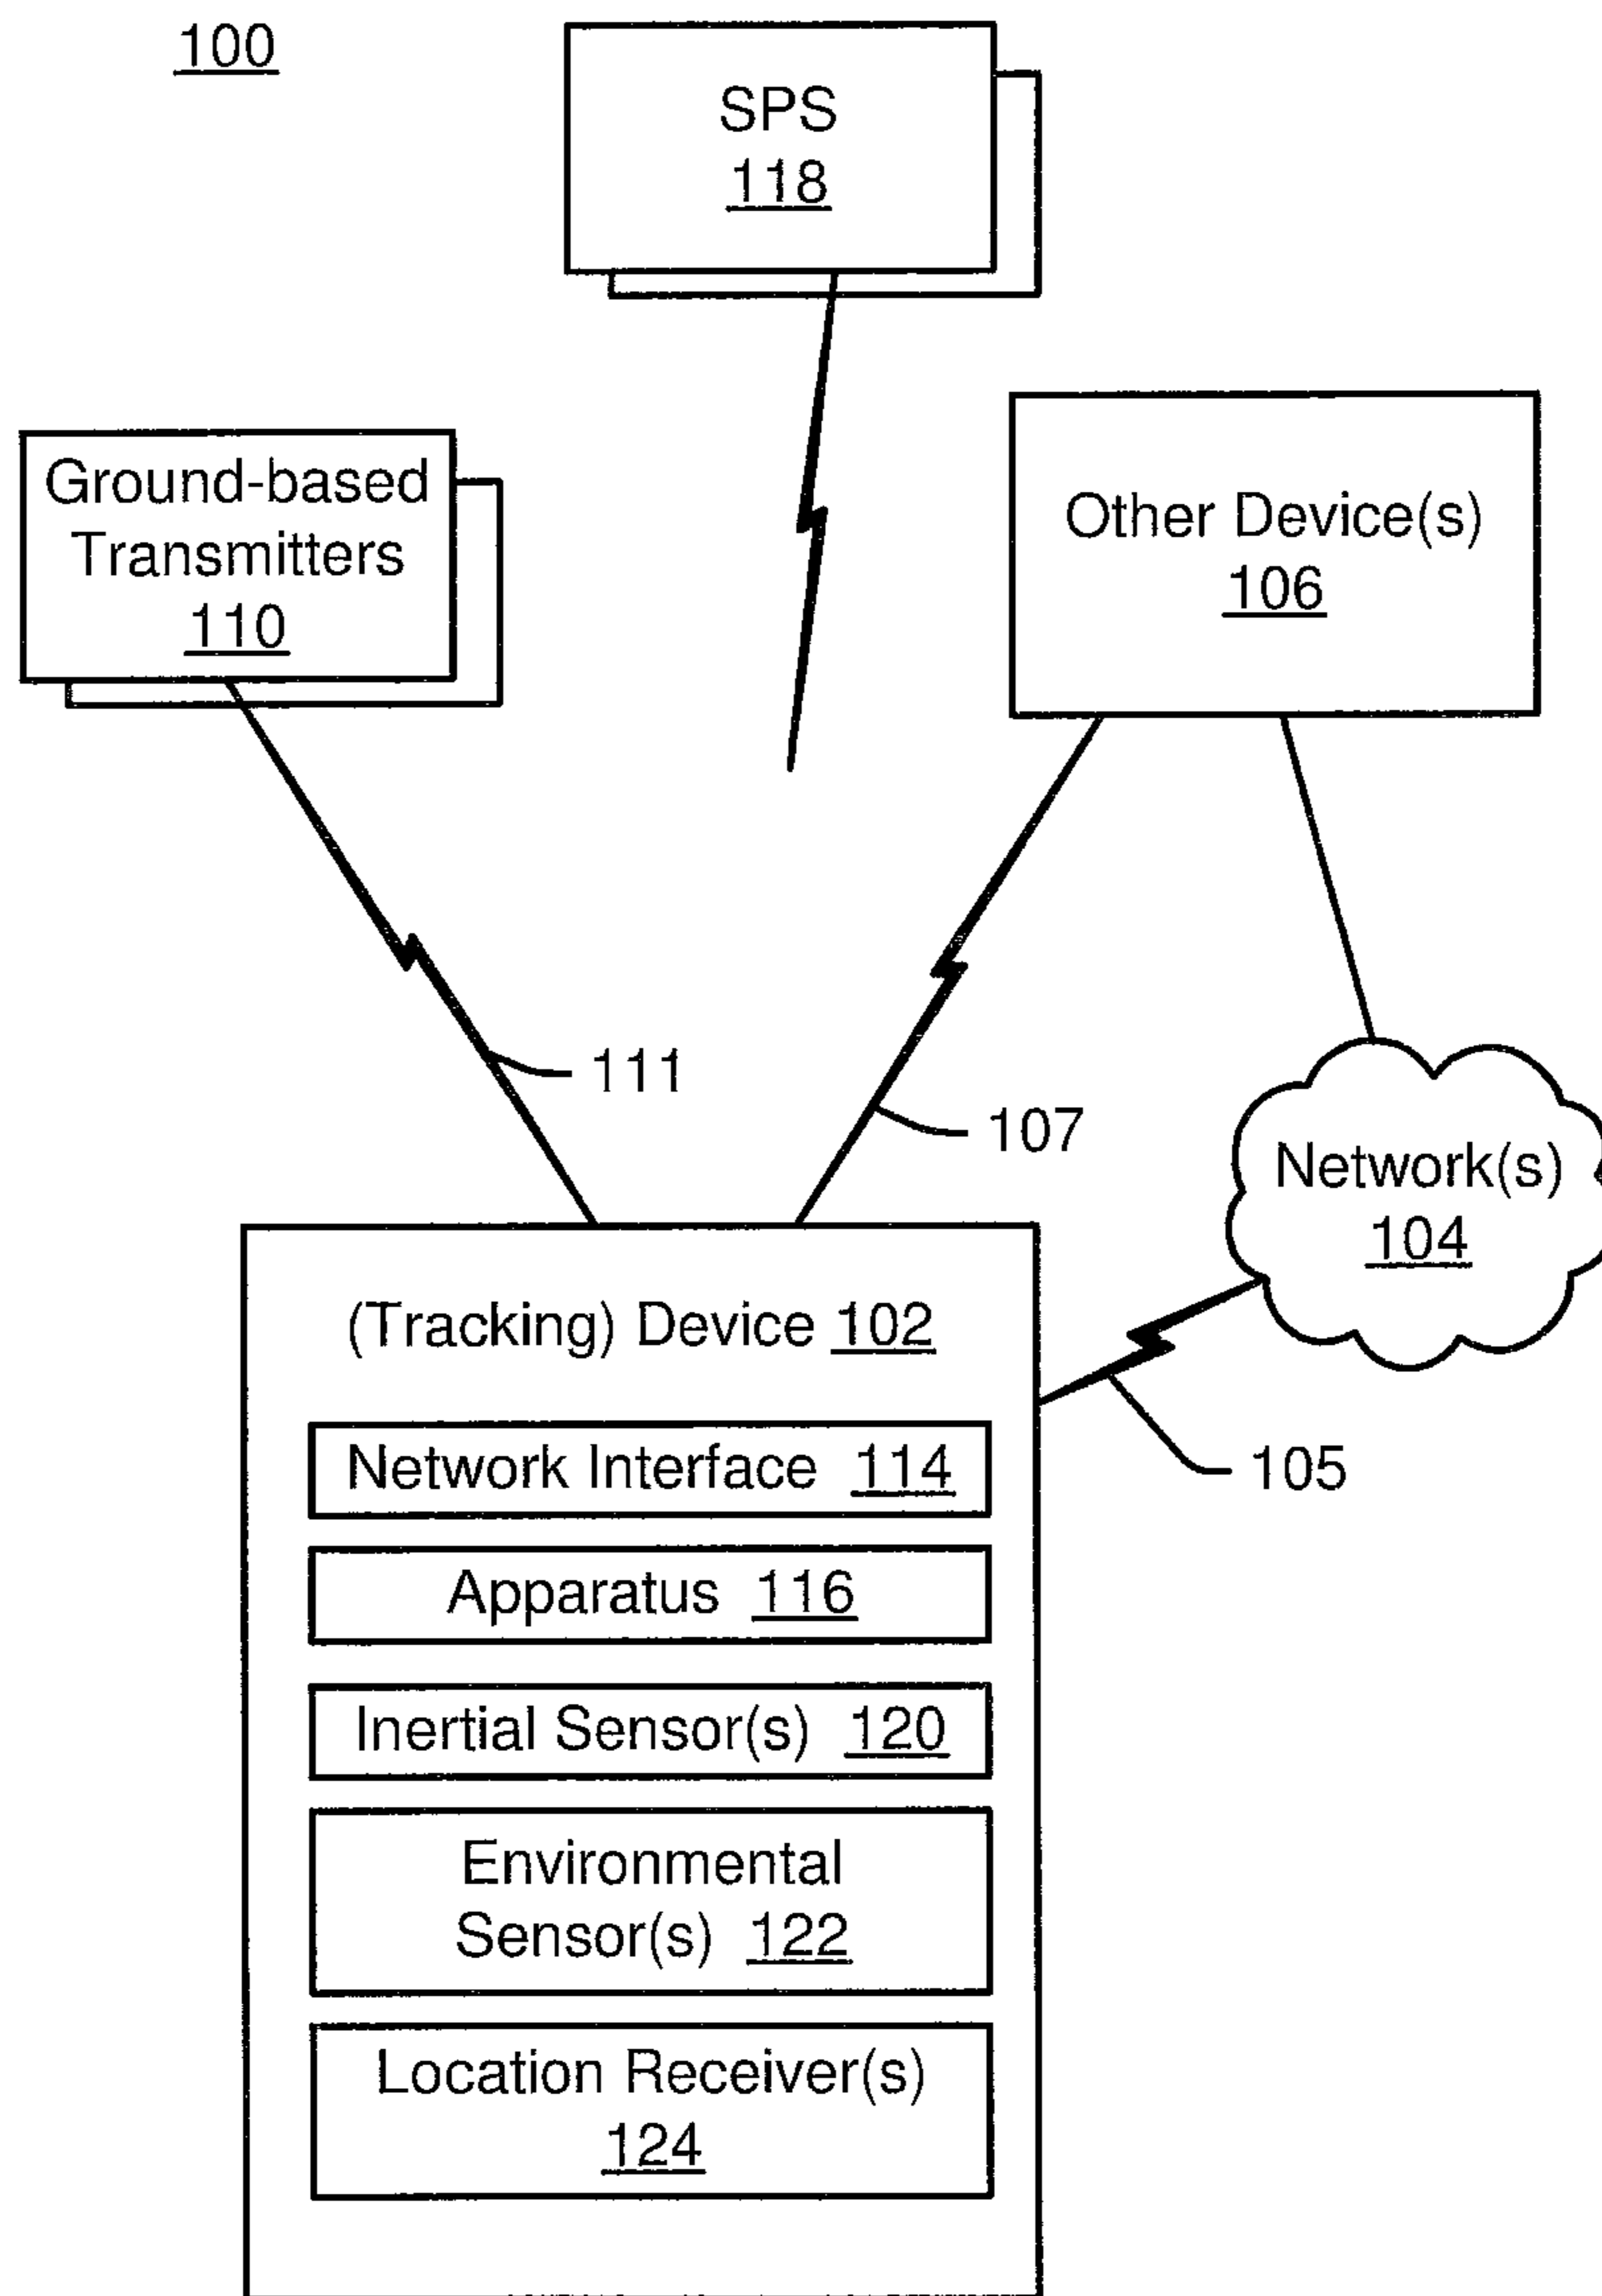 100
SPS
118
Ground-based
Transmitters
110
Other Device(s)
106
111
107
Network(s)
104
(Tracking) Device 102
105
Network Interface 114
Apparatus 116
Inertial Sensor(s) 120
Environmental
Sensor(s) 122
Location Receiver(s)
124